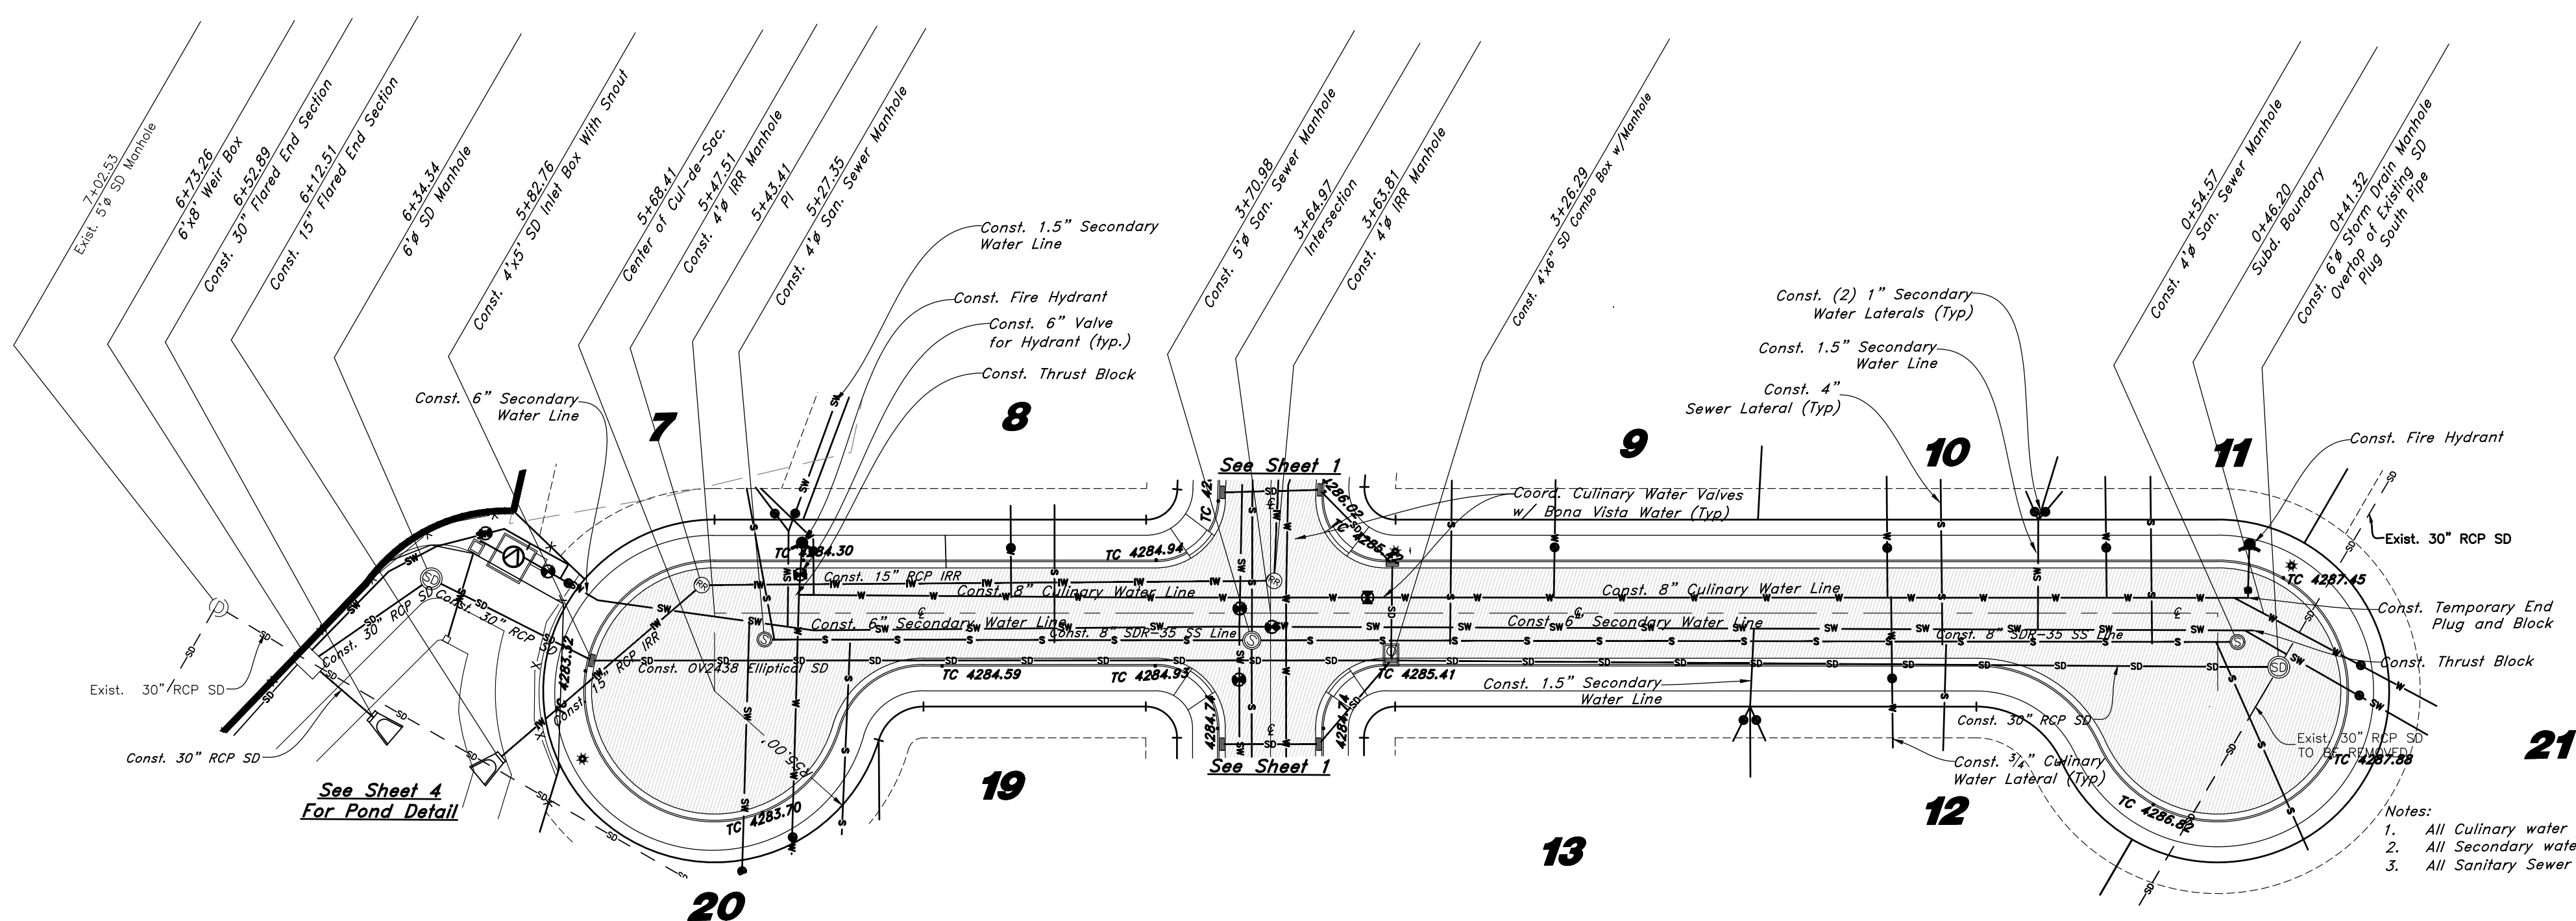 7+02.53
Exist. 5'ø SD Manhole
6+73.26
6'x8' Weir Box
6+52.89
Const. 30" Flared End Section
6+12.51
Const. 15" Flared End Section
6+34.34
6'ø SD Manhole
5+82.76
Const. 4'x5' SD Inlet Box With Snout
5+68.41
Center of Cul-de-Sac.
5+47.51
Const. 4'ø IRR Manhole
5+43.41
PI
5+27.35
Const. 4'ø San. Sewer Manhole
3+70.98
Const. 5'ø San. Sewer Manhole
3+64.97
Intersection
3+63.81
Const. 4'ø IRR Manhole
3+26.29
Const. 4'x6" SD Combo Box w/Manhole
0+54.57
Const. 4'ø San. Sewer Manhole
0+46.20
Subd. Boundary
0+41.32
Const. 6'ø Storm Drain Manhole
Overtop of Existing SD
Plug South Pipe
Const. 1.5" Secondary
Water Line
Const. Fire Hydrant
Const. 6" Valve
for Hydrant (typ.)
Const. Thrust Block
Const. 6" Secondary
Water Line
Const. (2) 1" Secondary
Water Laterals (Typ)
Const. 1.5" Secondary
Water Line
Const. 4"
Sewer Lateral (Typ)
7
8
9
10
11
Const. Fire Hydrant
See Sheet 1
Coord. Culinary Water Valves
w/ Bona Vista Water (Typ)
Exist. 30" RCP SD
TC 4284.30
TC 4284.94
TC 42
4286.02
TC 4285.42
TC 4287.45
Const. 15" RCP IRR
Const. 8" Culinary Water Line
Const. 8" Culinary Water Line
Const. 6" Secondary Water Line
Const. 6" Secondary Water Line
Const. 8" SDR-35 SS Line
Const. 8" SDR-35 SS Line
Const. Temporary End
Plug and Block
Const. Thrust Block
Const. 30" RCP SD
Const. 30" RCP SD
TC 4283.32
Const. 15" RCP IRR
Const. OV2438 Elliptical SD
TC 4284.59
TC 4284.93
4284.74
4284.74
TC 4285.41
Const. 1.5" Secondary
Water Line
Const. 30" RCP SD
Exist. 30" RCP SD
TO BE REMOVED/
TC 4287.88
Exist. 30" RCP SD
Const. 30" RCP SD
See Sheet 4
For Pond Detail
R55.00'
TC 4283.70
19
See Sheet 1
Const. 3/4" Culinary
Water Lateral (Typ)
TC 4286.82
21
12
13
20
Notes:
1. All Culinary water
2. All Secondary wate
3. All Sanitary Sewer